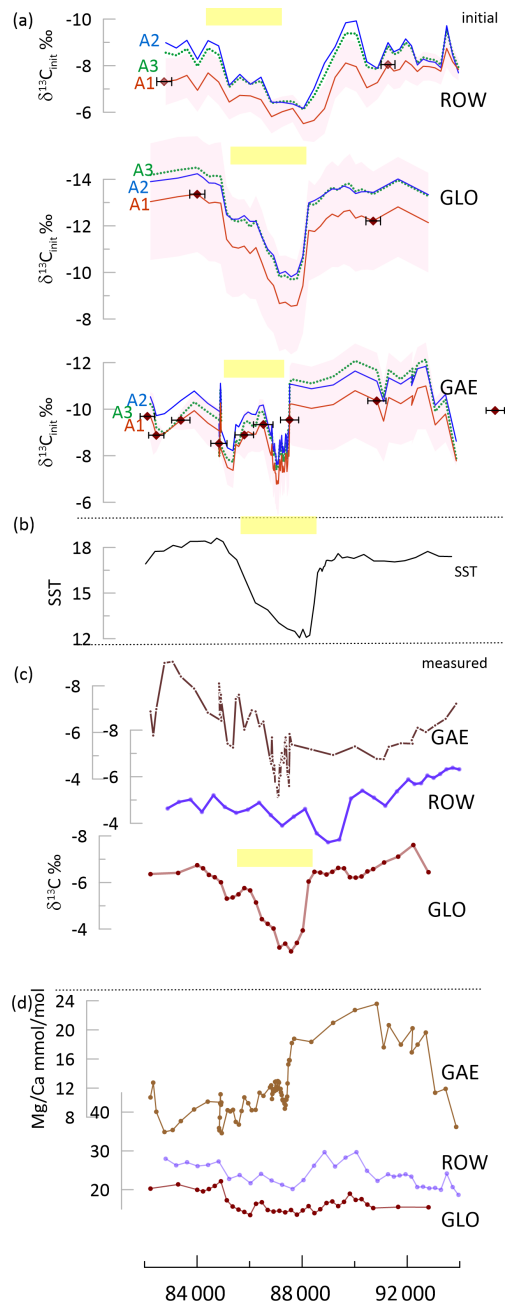 (a)
initial
-10
A2
-8
A3
A1
-6
δ¹³Cinit ‰
ROW
A3
-14
A2
A1
GLO
-12
-10
-8
δ¹³Cinit ‰
-12
GAE
A2
-10
A3
A1
-8
-6
δ¹³Cinit ‰
(b)
18
15
12
SST
SST
(c)
measured
-8
-6
-4
GAE
-8
-6
-4
ROW
-8
-6
-4
δ¹³C ‰
GLO
(d)
24
20
16
12
8
Mg/Ca mmol/mol
GAE
40
30
20
ROW
GLO
84 000 88 000 92 000